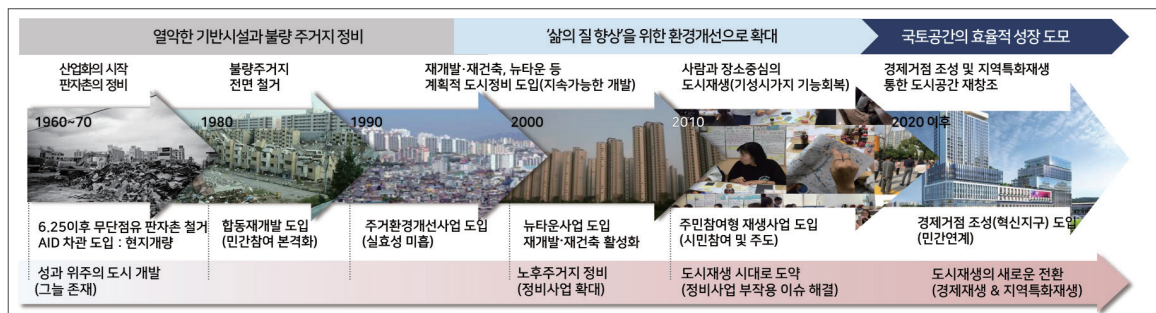 열악한 기반시설과 불량 주거지 정비
'삶의 질 향상'을 위한 환경개선으로 확대
국토공간의 효율적 성장 도모
산업화의 시작
판자촌의 정비
불량주거지
전면 철거
재개발·재건축, 뉴타운 등
계획적 도시정비 도입(지속가능한 개발)
사람과 장소중심의
도시재생(기성시가지 기능회복)
경제거점 조성 및 지역특화재생
통한 도시공간 재창조
1960~70
1980
1990
2000
2010
2020 이후
6.25이후 무단점유 판자촌 철거
AID 차관 도입 : 현지개량
합동재개발 도입
(민간참여 본격화)
주거환경개선사업 도입
(실효성 미흡)
뉴타운사업 도입
재개발·재건축 활성화
주민참여형 재생사업 도입
(시민참여 및 주도)
경제거점 조성(혁신지구) 도입
(민간연계)
성과 위주의 도시 개발
(그늘 존재)
노후주거지 정비
(정비사업 확대)
도시재생 시대로 도약
(정비사업 부작용 이슈 해결)
도시재생의 새로운 전환
(경제재생 & 지역특화재생)